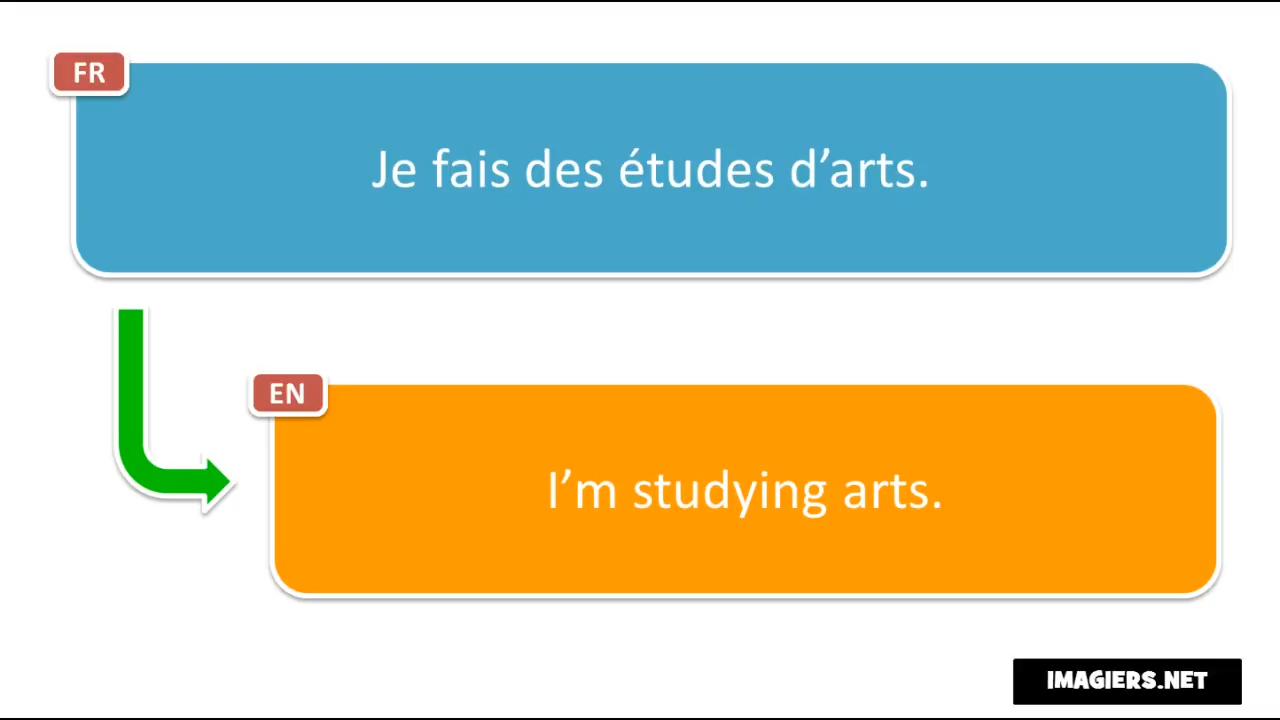 FR
Je fais des études d’arts.
EN
I’m studying arts.
IMAGIERS.NET